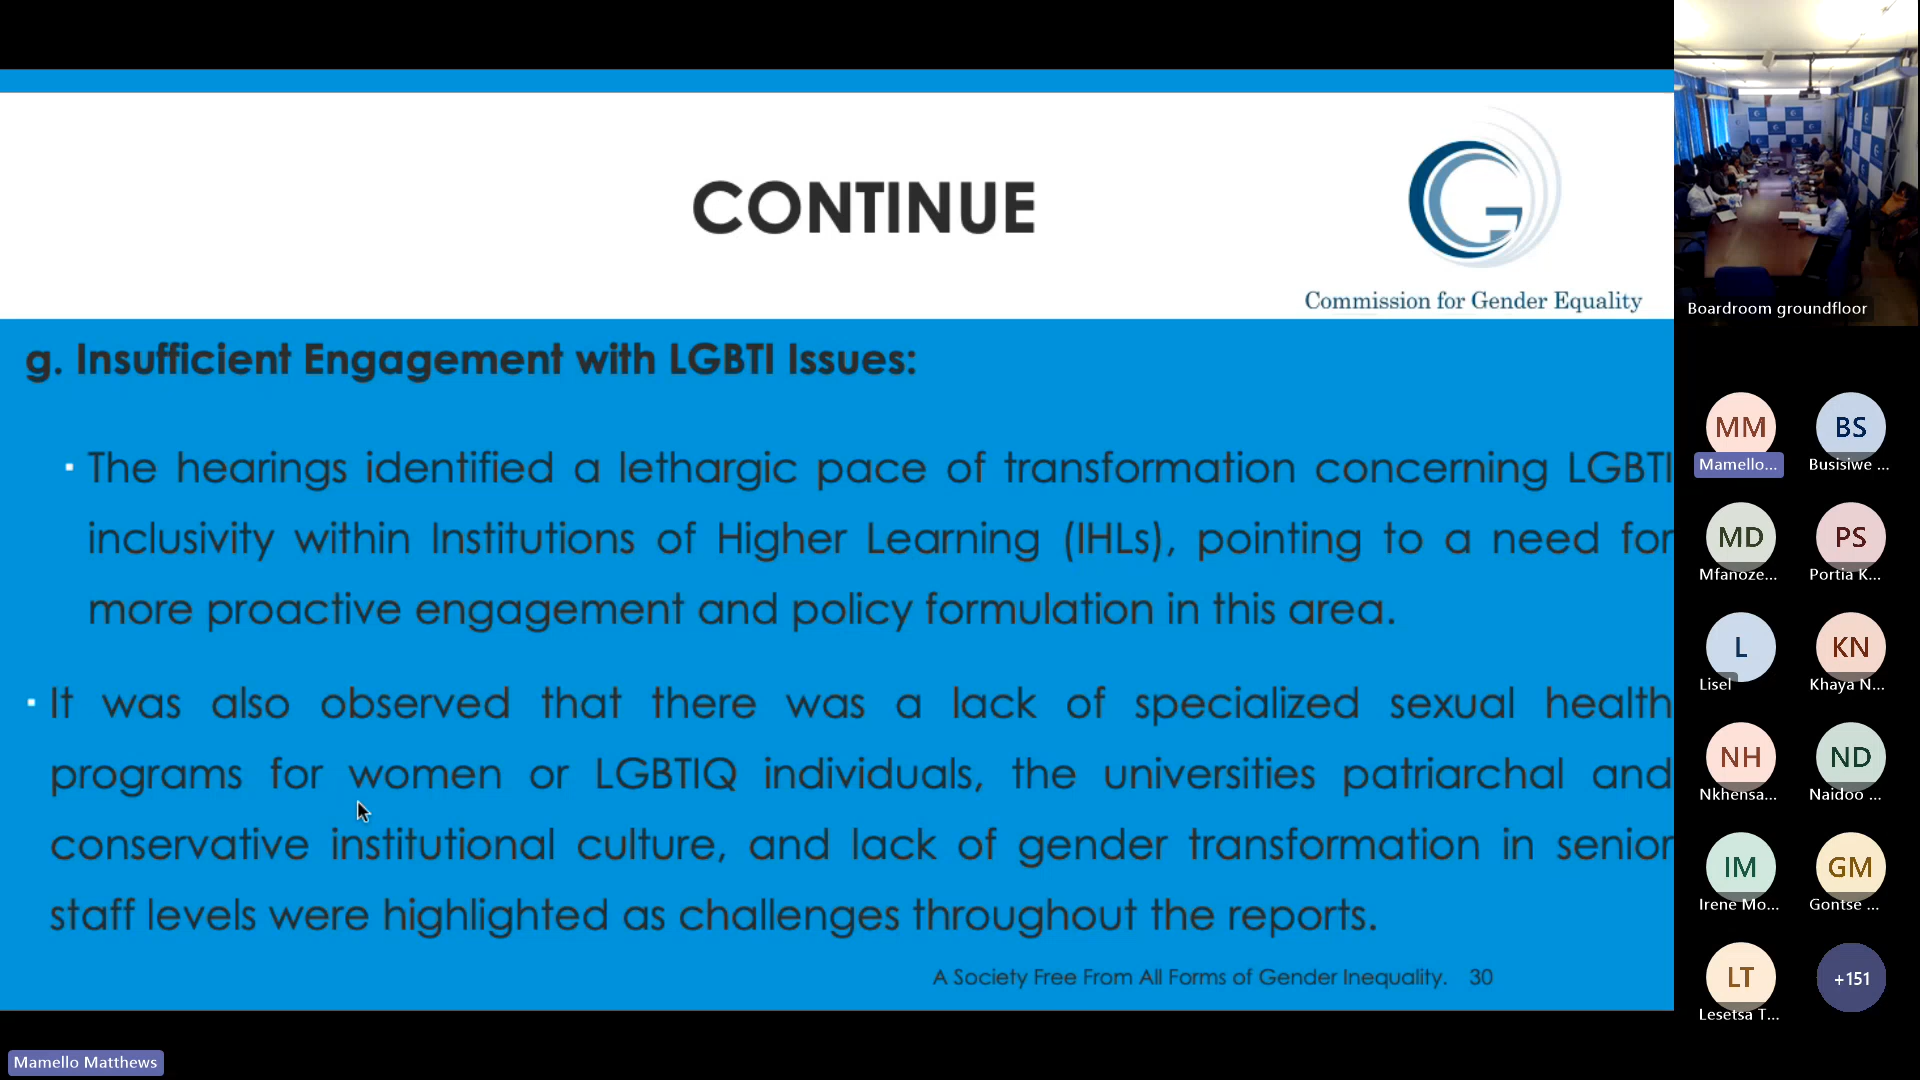 CONTINUE
Commission for Gender Equality
g. Insufficient Engagement with LGBTI Issues:
▪ The hearings identified a lethargic pace of transformation concerning LGBTI
inclusivity within Institutions of Higher Learning (IHLs), pointing to a need for
more proactive engagement and policy formulation in this area.
▪ It was also observed that there was a lack of specialized sexual health
programs for women or LGBTIQ individuals, the universities patriarchal and
conservative institutional culture, and lack of gender transformation in senior
staff levels were highlighted as challenges throughout the reports.
A Society Free From All Forms of Gender Inequality. 30
Mamello Matthews
Boardroom groundfloor
MM
Mamello...
BS
Busisiwe ...
MD
Mfanoze...
PS
Portia K...
L
Lisel
KN
Khaya N...
NH
Nkhensa...
ND
Naidoo ...
IM
Irene Mo...
GM
Gontse ...
LT
Lesetsa T...
+151